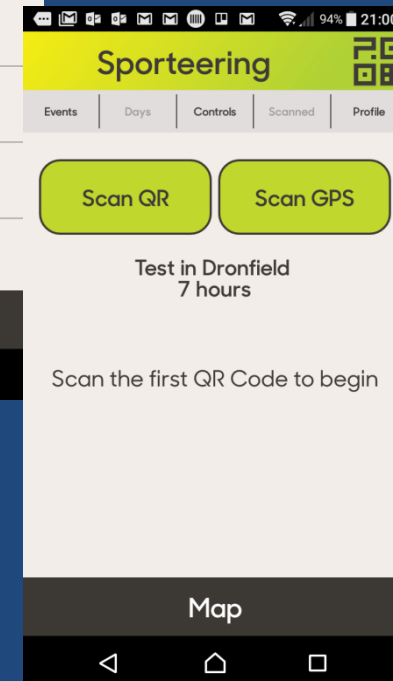 94% 21:00
Sporteering
Events Days Controls Scanned Profile
Scan QR Scan GPS
Test in Dronfield
7 hours
Scan the first QR Code to begin
Map